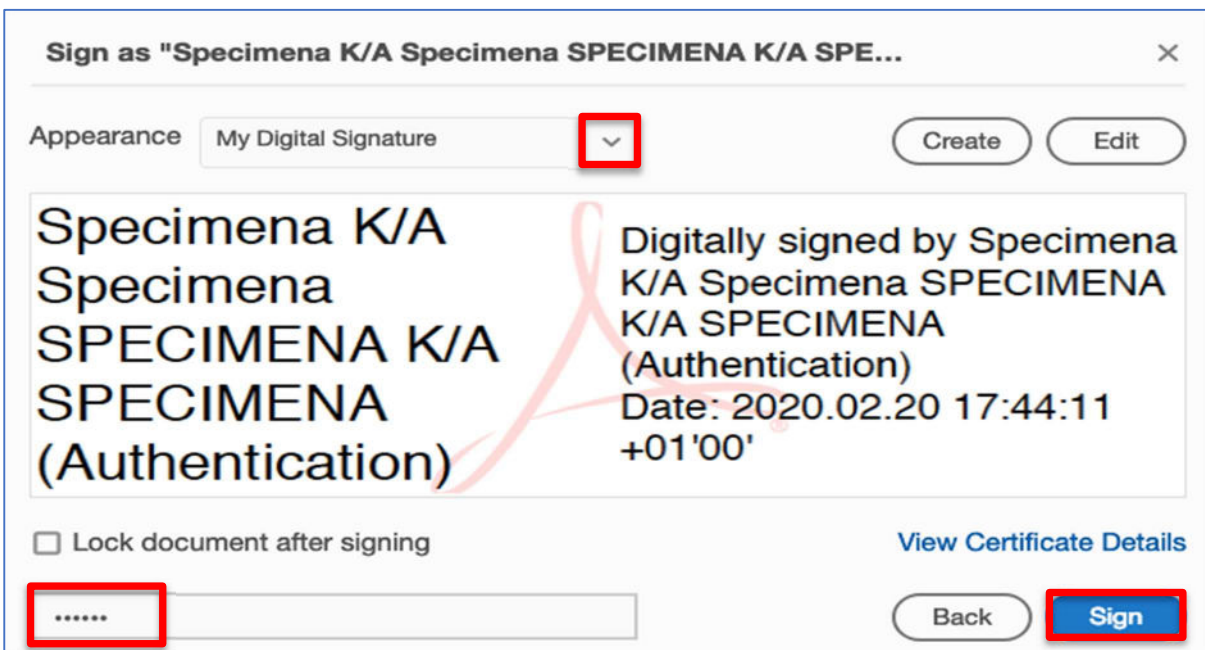 Sign as "Specimena K/A Specimena SPECIMENA K/A SPE...
Appearance
My Digital Signature
Create
Edit
Specimena K/A
Specimena
SPECIMENA K/A
SPECIMENA
(Authentication)
Digitally signed by Specimena
K/A Specimena SPECIMENA
K/A SPECIMENA
(Authentication)
Date: 2020.02.20 17:44:11
+01'00'
Lock document after signing
View Certificate Details
••••••
Back
Sign